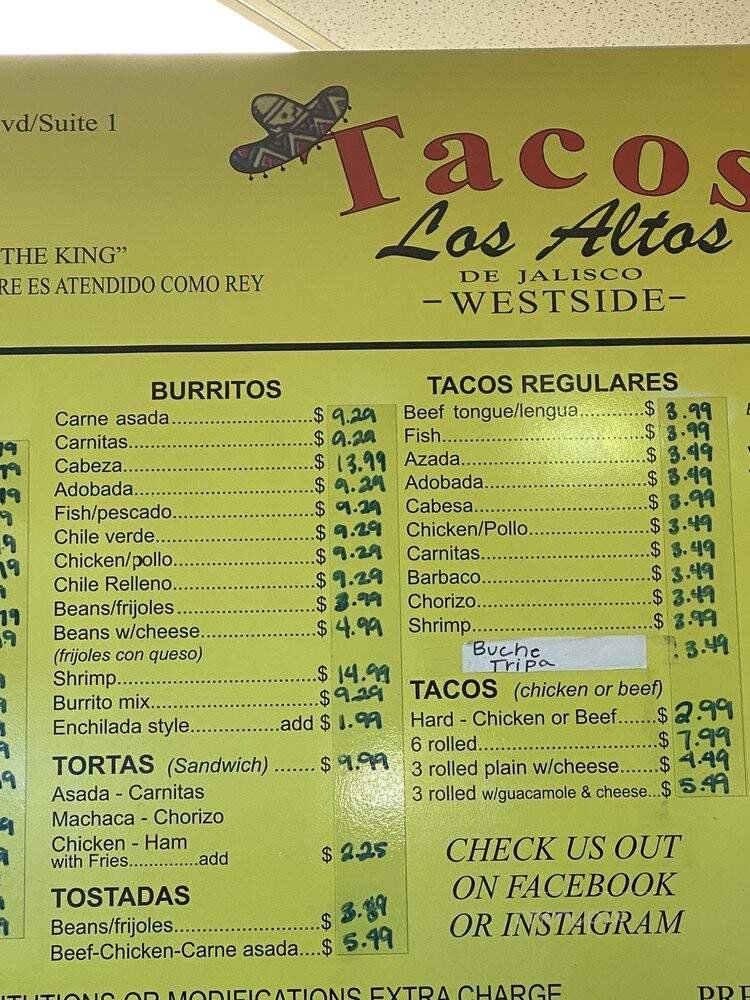 vd/Suite 1
Tacos
Los Altos
DE JALISCO
-WESTSIDE-
THE KING”
RE ES ATENDIDO COMO REY
BURRITOS
Carne asada..........................$ 9.29
Carnitas..................................$ 9.29
Cabeza...................................$ 13.99
Adobada.................................$ 9.29
Fish/pescado..........................$ 9.29
Chile verde.............................$ 9.29
Chicken/pollo..........................$ 9.29
Chile Relleno..........................$ 9.29
Beans/frijoles.........................$ 3.99
Beans w/cheese.....................$ 4.99
(frijoles con queso)
Shrimp....................................$ 14.99
Burrito mix..............................$ 9.29
Enchilada style................add $ 1.99
TORTAS (Sandwich) .......$ 9.99
Asada - Carnitas
Machaca - Chorizo
Chicken - Ham
with Fries..............add $ 2.25
TOSTADAS
Beans/frijoles..........................$
Beef-Chicken-Carne asada....$ 5.49
TACOS REGULARES
Beef tongue/lengua...........$ 3.99
Fish....................................$ 3.99
Azada.................................$ 3.49
Adobada.............................$ 3.49
Cabesa...............................$ 3.99
Chicken/Pollo.....................$ 3.49
Carnitas..............................$ 3.49
Barbaco..............................$ 3.49
Chorizo...............................$ 3.49
Shrimp................................$ 3.99
Buche
Tripa 3.49
TACOS (chicken or beef)
Hard - Chicken or Beef......$ 2.99
6 rolled................................$ 7.99
3 rolled plain w/cheese.......$ 4.49
3 rolled w/guacamole & cheese...$ 5.49
CHECK US OUT
ON FACEBOOK
OR INSTAGRAM
TITUTIONS OR MODIFICATIONS EXTRA CHARGE
PRE